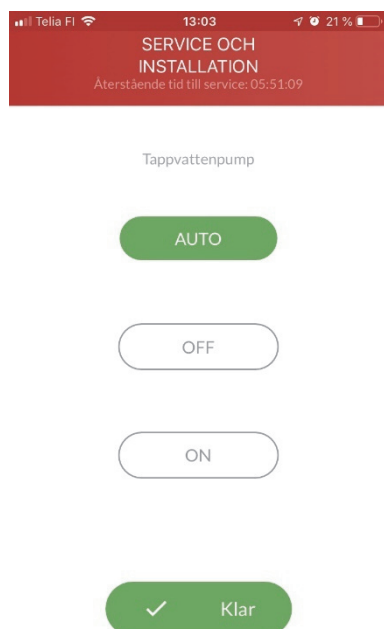 Telia FI 13:03 21 %
SERVICE OCH
INSTALLATION
Återstående tid till service: 05:51:09
Tappvattenpump
AUTO
OFF
ON
Klar